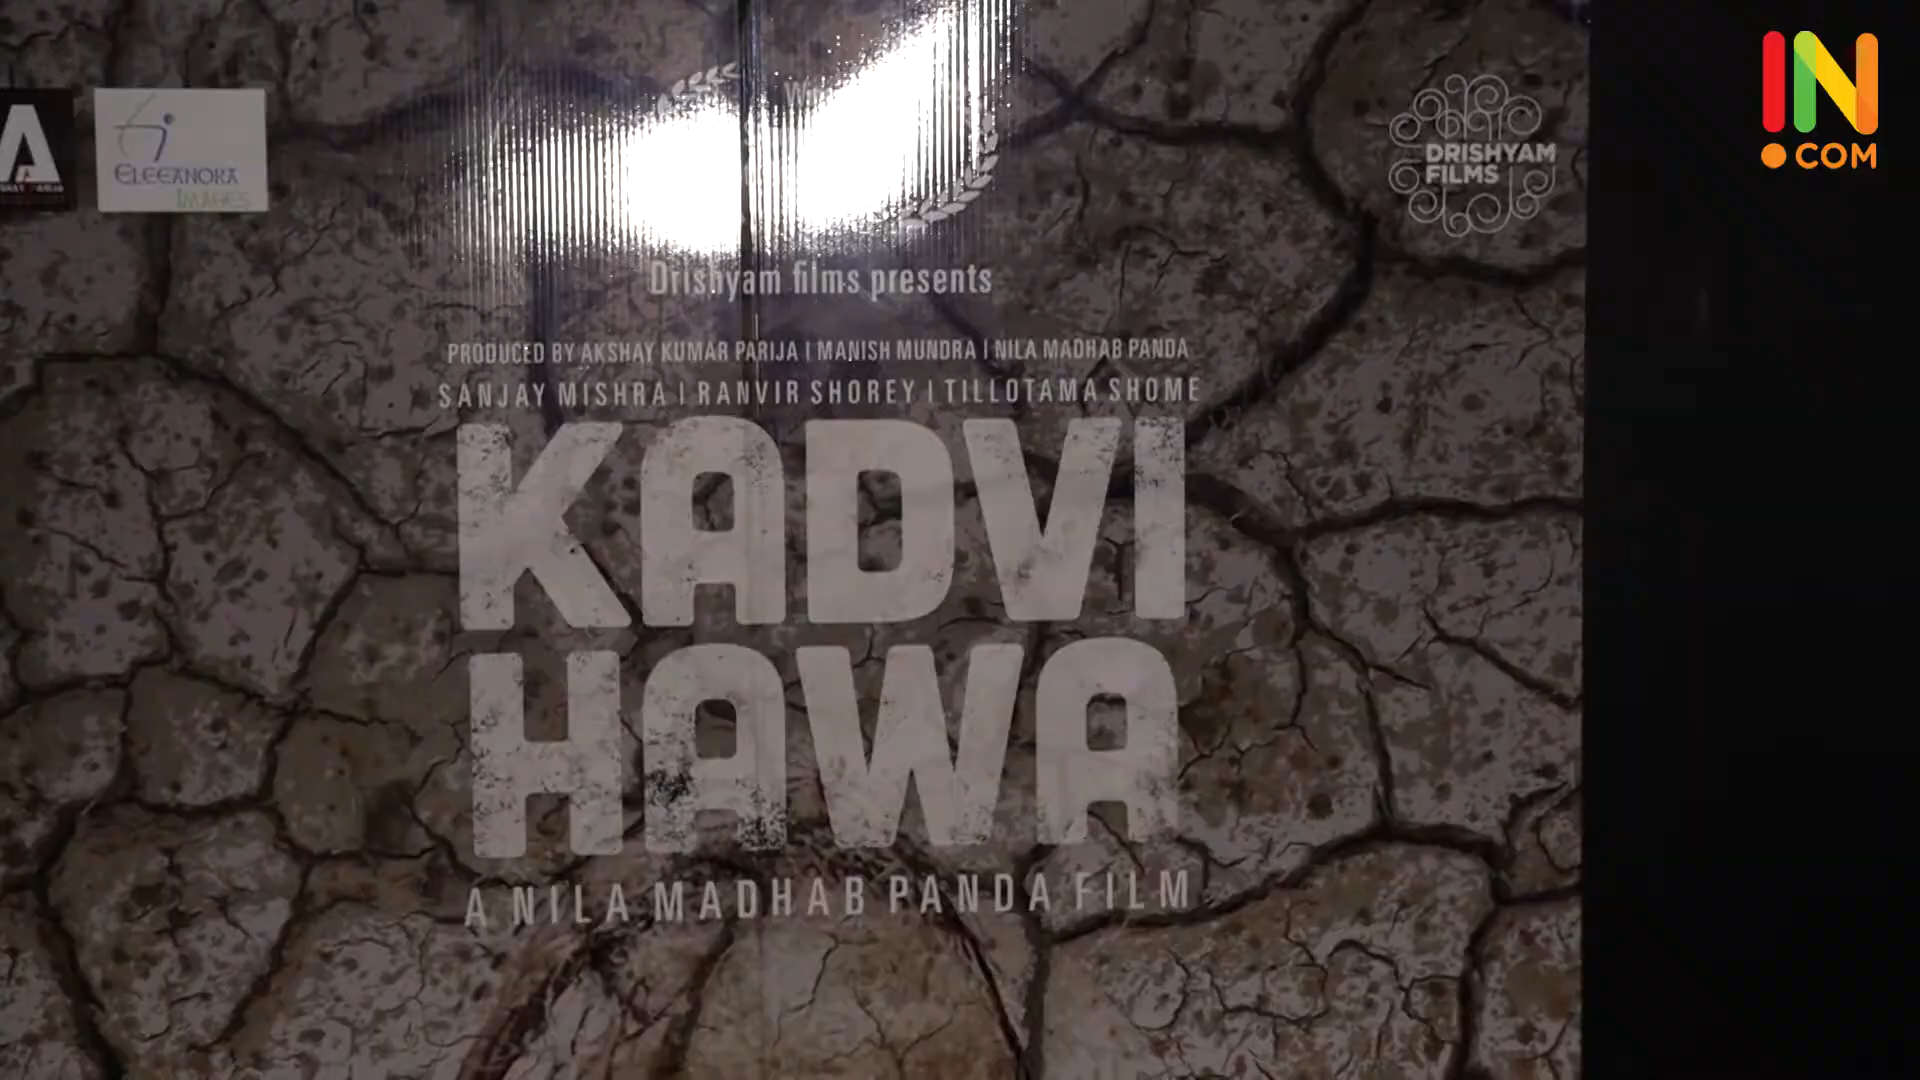 IN
.COM
A
ELEEANORA
IMAGES
DRISHYAM
FILMS
Drishyam films presents
PRODUCED BY AKSHAY KUMAR PARIJA | MANISH MUNDRA | NILA MADHAB PANDA
SANJAY MISHRA | RANVIR SHOREY | TILLOTAMA SHOME
KADVI
HAWA
A NILA MADHAB PANDA FILM